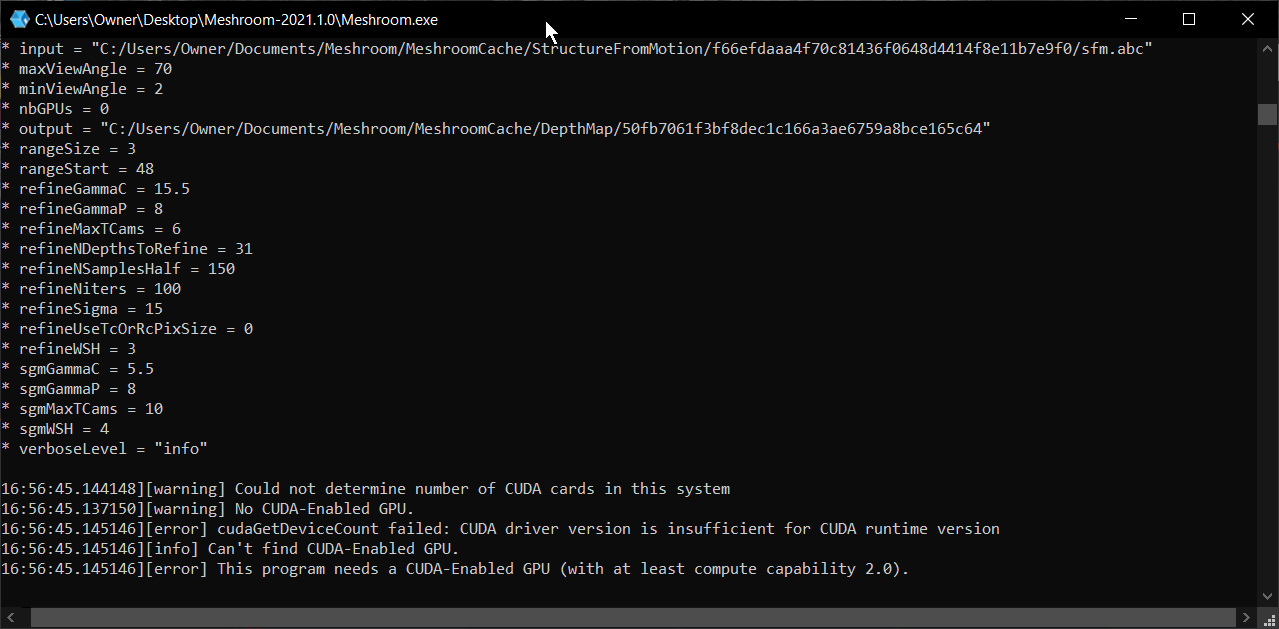 C:\Users\Owner\Desktop\Meshroom-2021.1.0\Meshroom.exe
* input = "C:/Users/Owner/Documents/Meshroom/MeshroomCache/StructureFromMotion/f66efdaaa4f70c81436f0648d4414f8e11b7e9f0/sfm.abc"
* maxViewAngle = 70
* minViewAngle = 2
* nbGPUs = 0
* output = "C:/Users/Owner/Documents/Meshroom/MeshroomCache/DepthMap/50fb7061f3bf8dec1c166a3ae6759a8bce165c64"
* rangeSize = 3
* rangeStart = 48
* refineGammaC = 15.5
* refineGammaP = 8
* refineMaxTCams = 6
* refineNDepthsToRefine = 31
* refineNSamplesHalf = 150
* refineNiters = 100
* refineSigma = 15
* refineUseTcOrRcPixSize = 0
* refineWSH = 3
* sgmGammaC = 5.5
* sgmGammaP = 8
* sgmMaxTCams = 10
* sgmWSH = 4
* verboseLevel = "info"
16:56:45.144148][warning] Could not determine number of CUDA cards in this system
16:56:45.137150][warning] No CUDA-Enabled GPU.
16:56:45.145146][error] cudaGetDeviceCount failed: CUDA driver version is insufficient for CUDA runtime version
16:56:45.145146][info] Can't find CUDA-Enabled GPU.
16:56:45.145146][error] This program needs a CUDA-Enabled GPU (with at least compute capability 2.0).